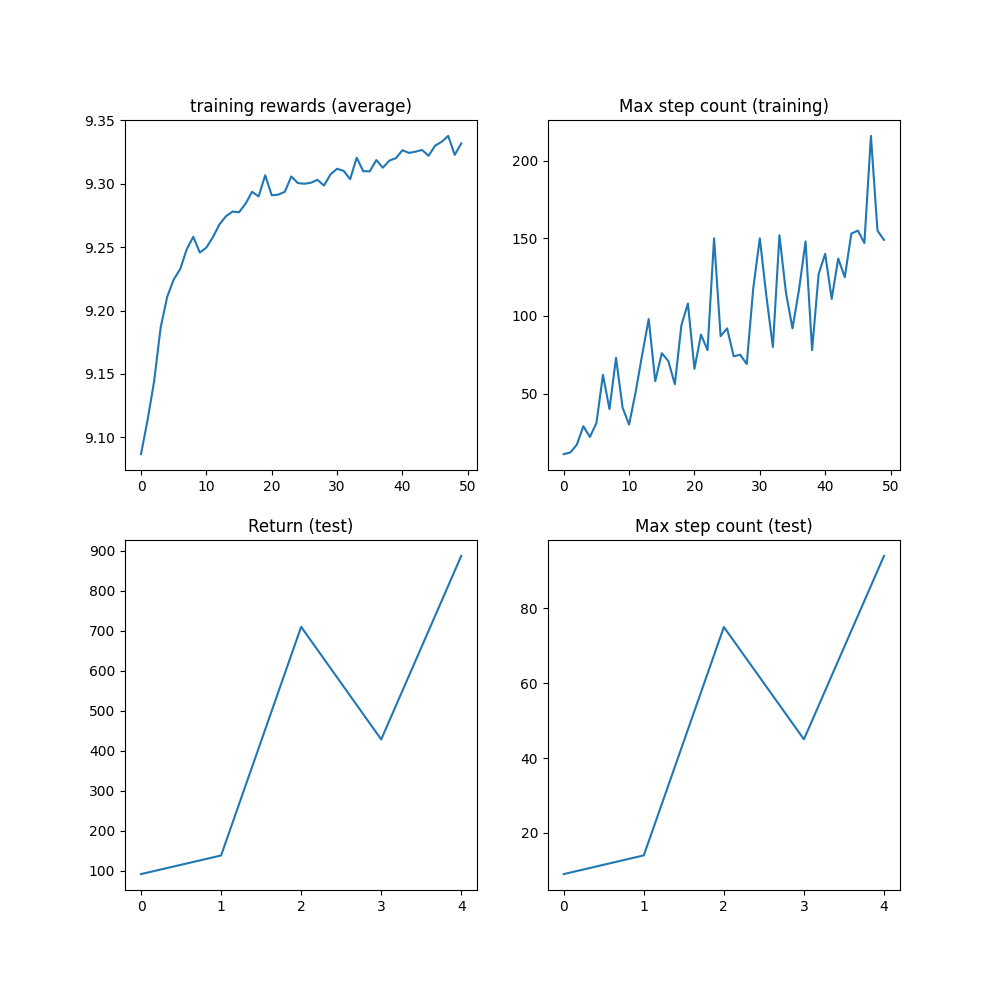 training rewards (average)
9.35
9.30
9.25
9.20
9.15
9.10
0 10 20 30 40 50
Max step count (training)
200
150
100
50
0 10 20 30 40 50
Return (test)
900
800
700
600
500
400
300
200
100
0 1 2 3 4
Max step count (test)
80
60
40
20
0 1 2 3 4